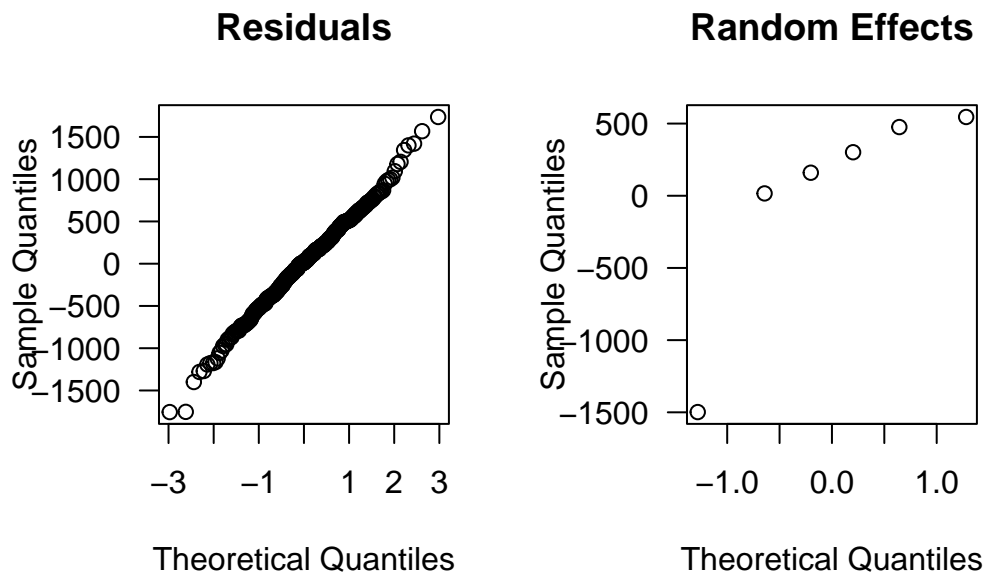 Residuals
Sample Quantiles
1500
1000
500
0
−500
−1000
−1500
−3 −1 1 2 3
Theoretical Quantiles
Random Effects
Sample Quantiles
500
0
−500
−1000
−1500
−1.0 0.0 1.0
Theoretical Quantiles